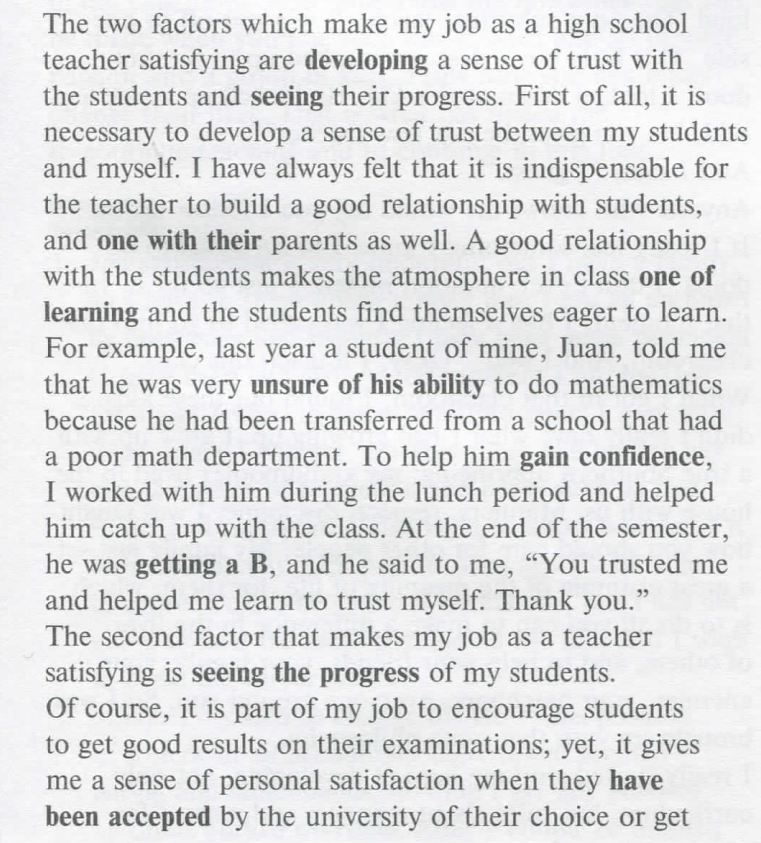 The two factors which make my job as a high school
teacher satisfying are developing a sense of trust with
the students and seeing their progress. First of all, it is
necessary to develop a sense of trust between my students
and myself. I have always felt that it is indispensable for
the teacher to build a good relationship with students,
and one with their parents as well. A good relationship
with the students makes the atmosphere in class one of
learning and the students find themselves eager to learn.
For example, last year a student of mine, Juan, told me
that he was very unsure of his ability to do mathematics
because he had been transferred from a school that had
a poor math department. To help him gain confidence,
I worked with him during the lunch period and helped
him catch up with the class. At the end of the semester,
he was getting a B, and he said to me, “You trusted me
and helped me learn to trust myself. Thank you.”
The second factor that makes my job as a teacher
satisfying is seeing the progress of my students.
Of course, it is part of my job to encourage students
to get good results on their examinations; yet, it gives
me a sense of personal satisfaction when they have
been accepted by the university of their choice or get